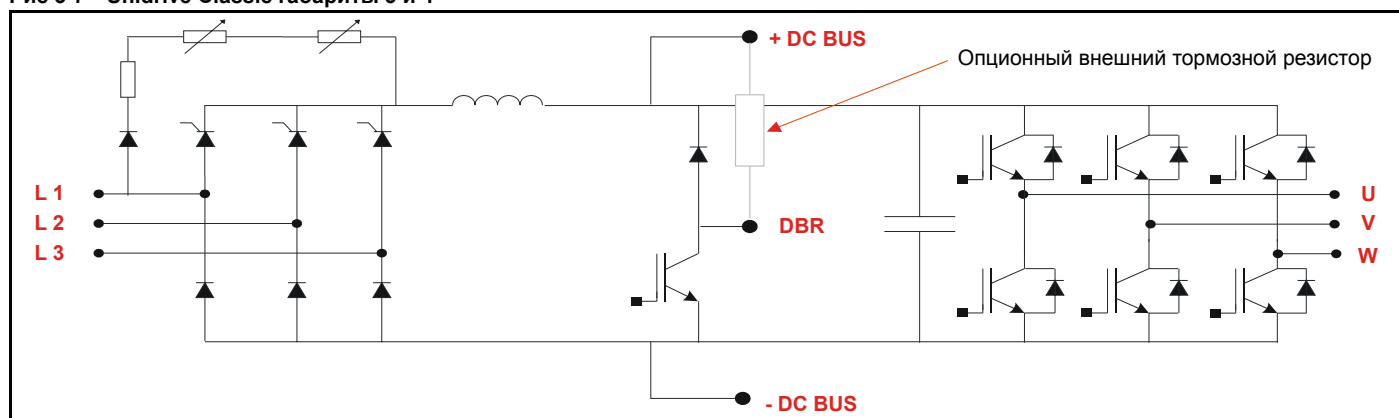 + DC BUS
Опционный внешний тормозной резистор
L 1
L 2
L 3
DBR
U
V
W
- DC BUS